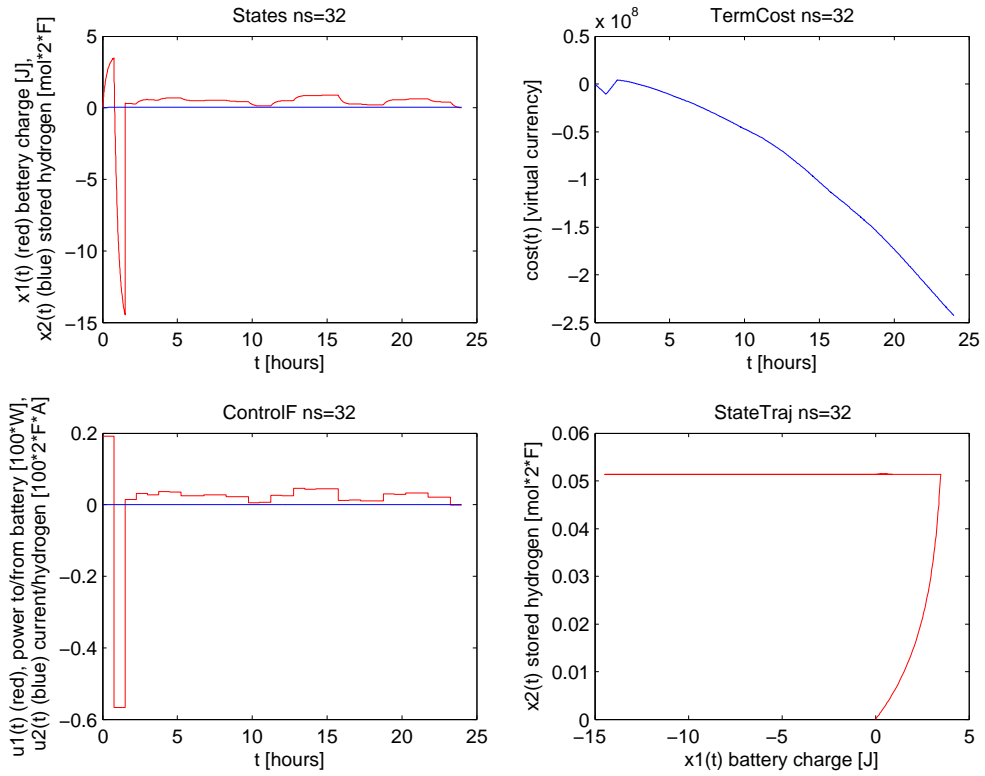 States ns=32
x1(t) (red) bettery charge [J],
x2(t) (blue) stored hydrogen [mol*2*F]
5
0
−5
−10
−15
0 5 10 15 20 25
t [hours]
TermCost ns=32
x 10^8
cost(t) [virtual currency]
0.5
0
−0.5
−1
−1.5
−2
−2.5
0 5 10 15 20 25
t [hours]
ControlF ns=32
u1(t) (red), power to/from battery [100*W],
u2(t) (blue) current/hydrogen [100*2*F*A]
0.2
0
−0.2
−0.4
−0.6
0 5 10 15 20 25
t [hours]
StateTraj ns=32
x2(t) stored hydrogen [mol*2*F]
0.06
0.05
0.04
0.03
0.02
0.01
0
−15 −10 −5 0 5
x1(t) battery charge [J]